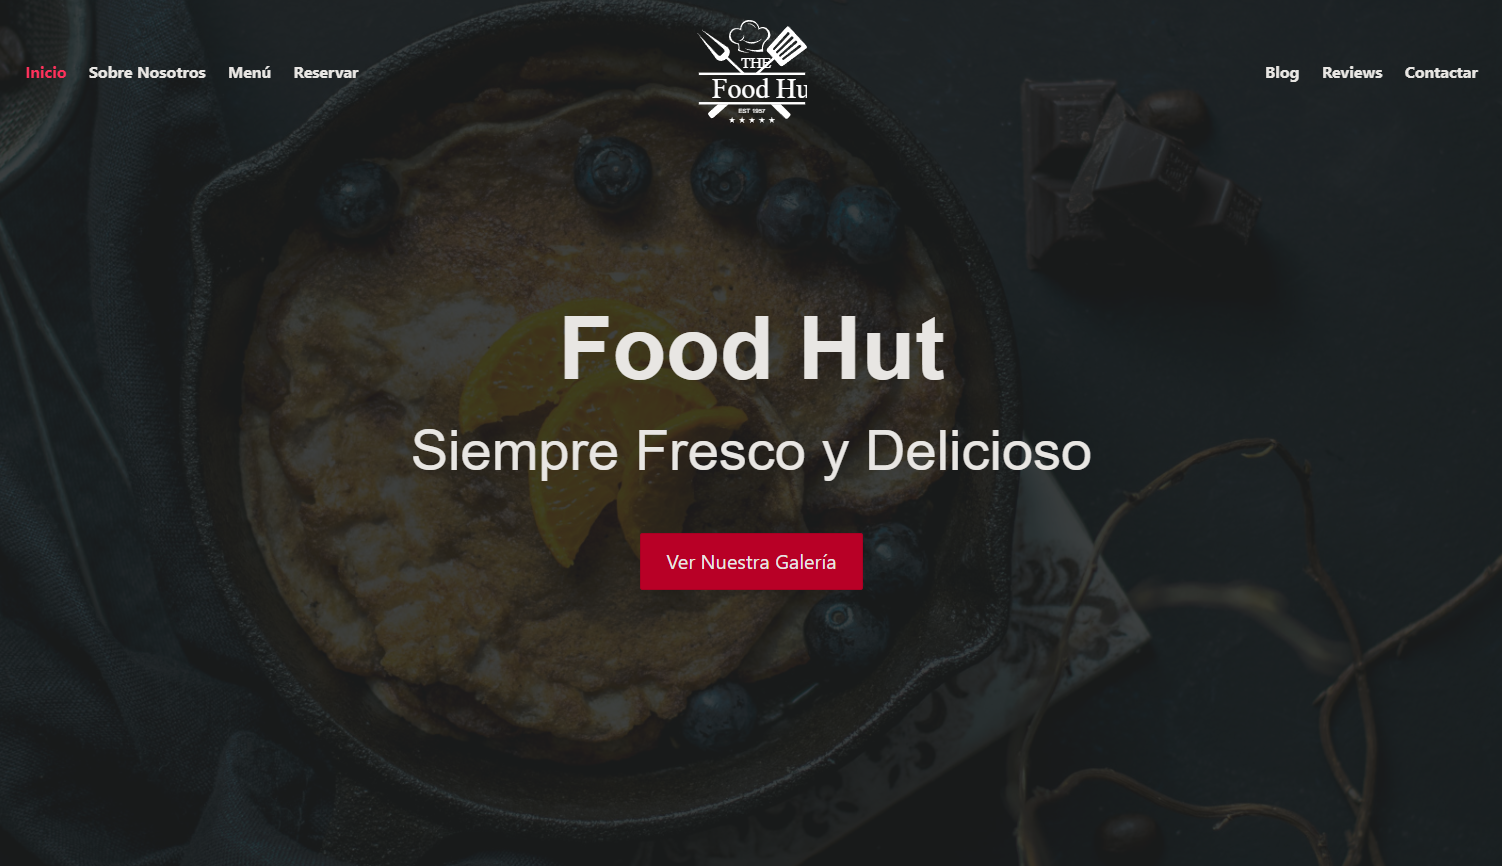 Inicio Sobre Nosotros Menú Reservar
THE
Food Hu
EST 1957
Blog Reviews Contactar
Food Hut
Siempre Fresco y Delicioso
Ver Nuestra Galería